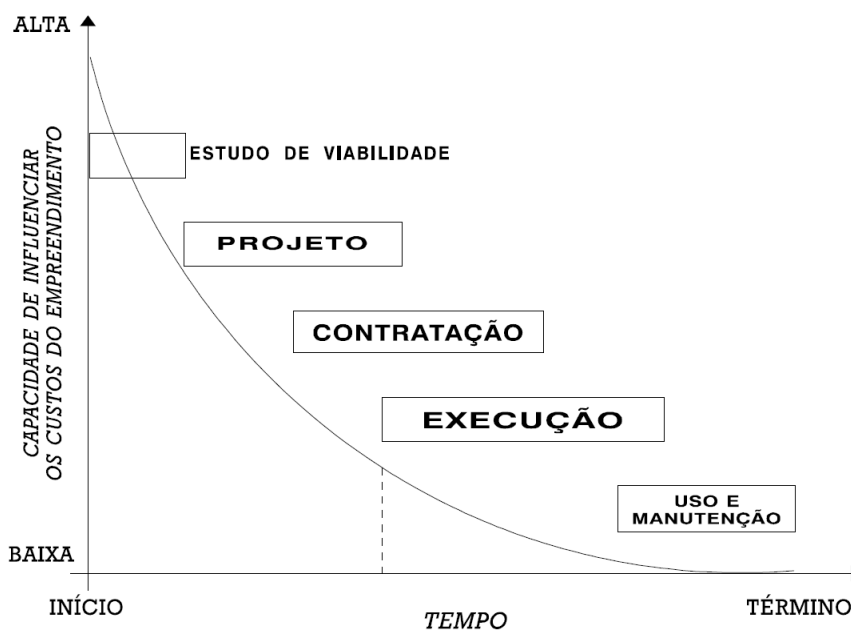 ALTA
CAPACIDADE DE INFLUENCIAR
OS CUSTOS DO EMPREENDIMENTO
ESTUDO DE VIABILIDADE
PROJETO
CONTRATAÇÃO
EXECUÇÃO
USO E
MANUTENÇÃO
BAIXA
INÍCIO
TEMPO
TÉRMINO